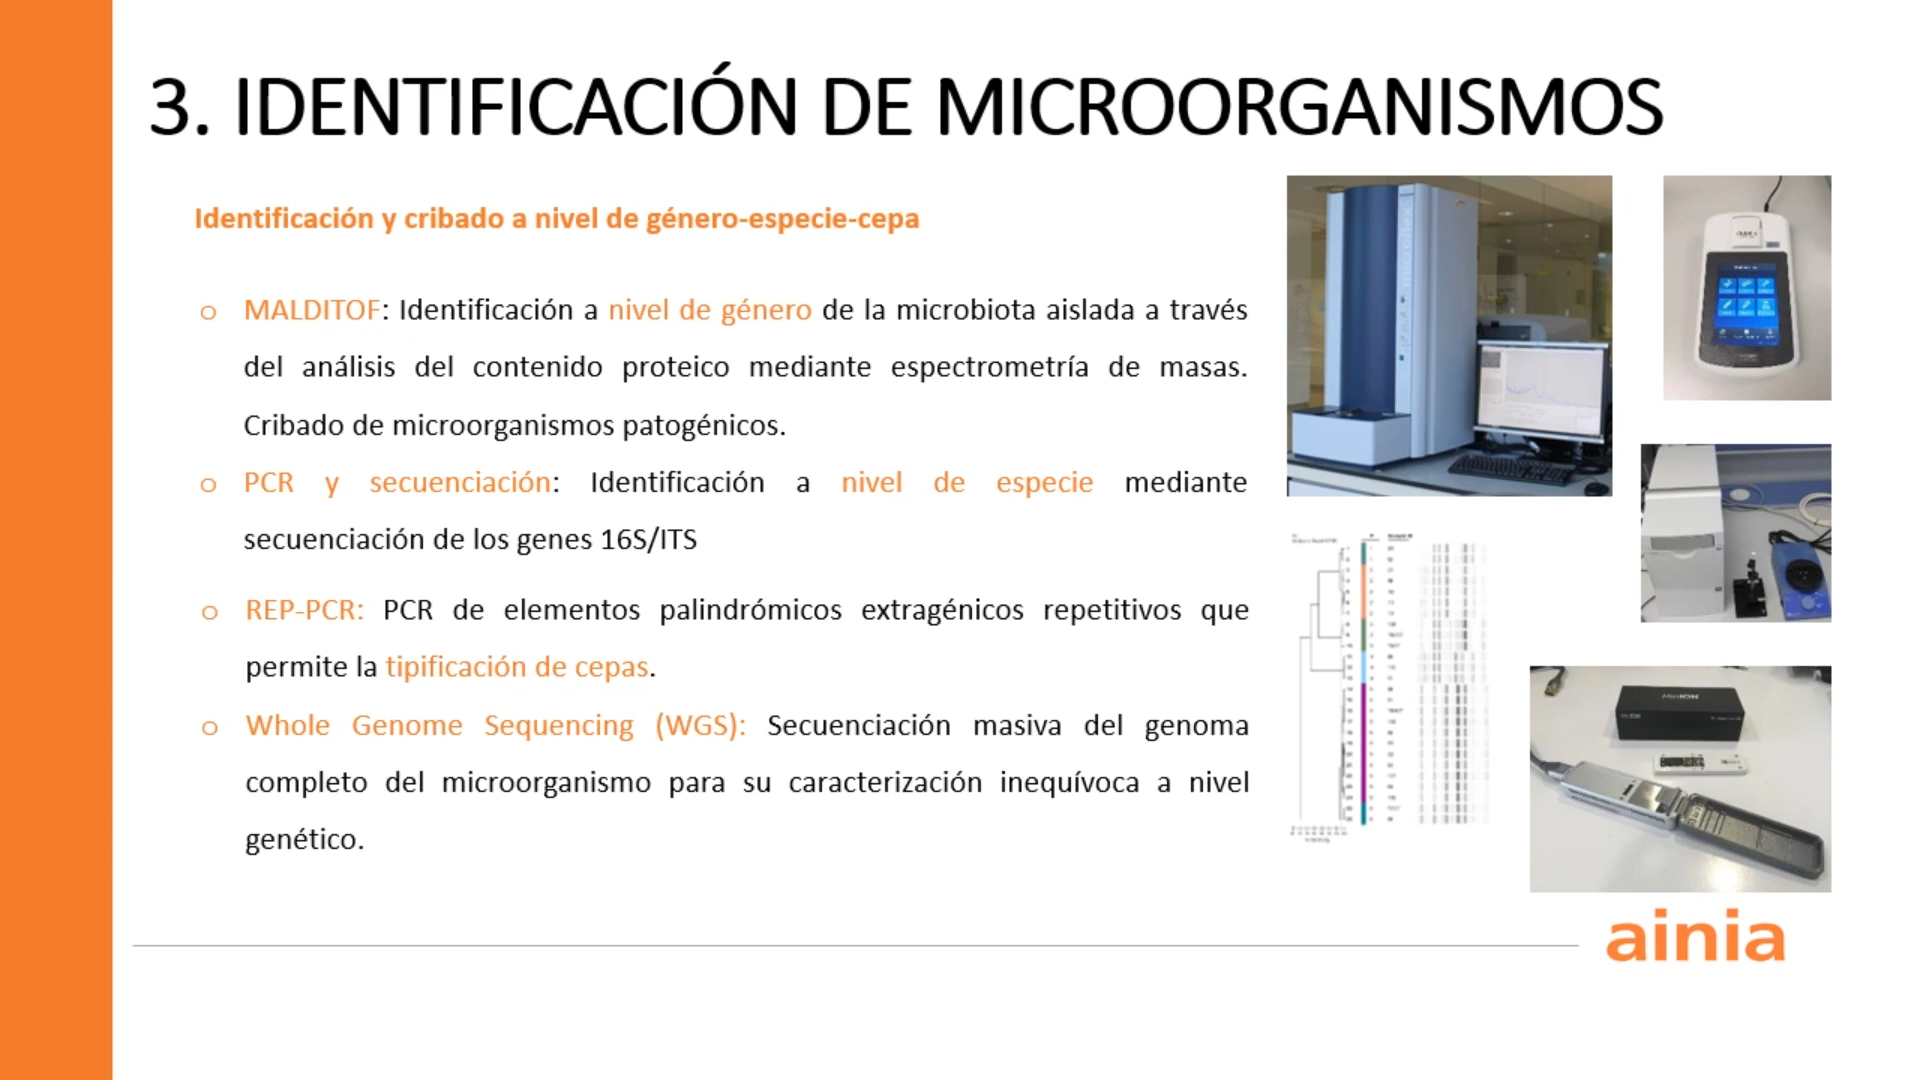 3. IDENTIFICACIÓN DE MICROORGANISMOS
Identificación y cribado a nivel de género-especie-cepa
o MALDITOF: Identificación a nivel de género de la microbiota aislada a través
del análisis del contenido proteico mediante espectrometría de masas.
Cribado de microorganismos patogénicos.
o PCR y secuenciación: Identificación a nivel de especie mediante
secuenciación de los genes 16S/ITS
o REP-PCR: PCR de elementos palindrómicos extragénicos repetitivos que
permite la tipificación de cepas.
o Whole Genome Sequencing (WGS): Secuenciación masiva del genoma
completo del microorganismo para su caracterización inequívoca a nivel
genético.
microflex
MinION
ainia